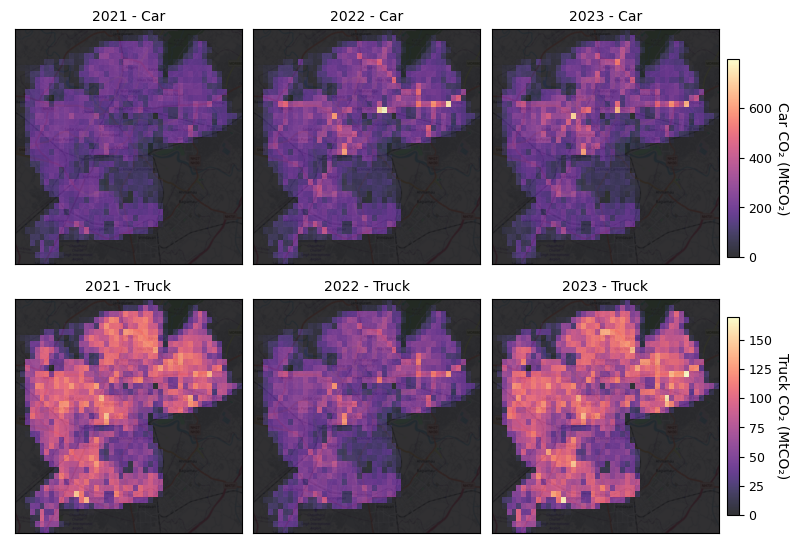 2021 - Car
2022 - Car
2023 - Car
600
400
200
0
Car CO₂ (MtCO₂)
2021 - Truck
2022 - Truck
2023 - Truck
150
125
100
75
50
25
0
Truck CO₂ (MtCO₂)